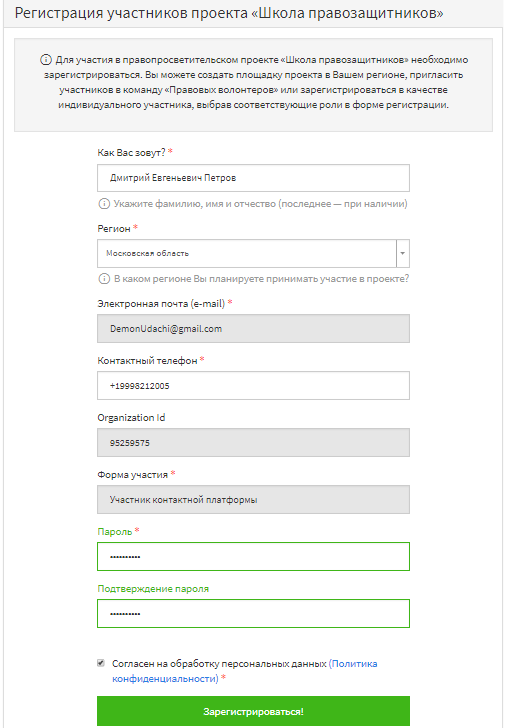 Регистрация участников проекта «Школа правозащитников»
Для участия в правопросветительском проекте «Школа правозащитников» необходимо
зарегистрироваться. Вы можете создать площадку проекта в Вашем регионе, пригласить
участников в команду «Правовых волонтеров» или зарегистрироваться в качестве
индивидуального участника, выбрав соответствующие роли в форме регистрации.
Как Вас зовут? *
Дмитрий Евгеньевич Петров
Укажите фамилию, имя и отчество (последнее — при наличии)
Регион *
Московская область
В каком регионе Вы планируете принимать участие в проекте?
Электронная почта (e-mail) *
DemonUdachi@gmail.com
Контактный телефон *
+19998212005
Organization Id
95259575
Форма участия *
Участник контактной платформы
Пароль *
••••••••••
Подтверждение пароля
••••••••••
Согласен на обработку персональных данных (Политика
конфиденциальности) *
Зарегистрироваться!